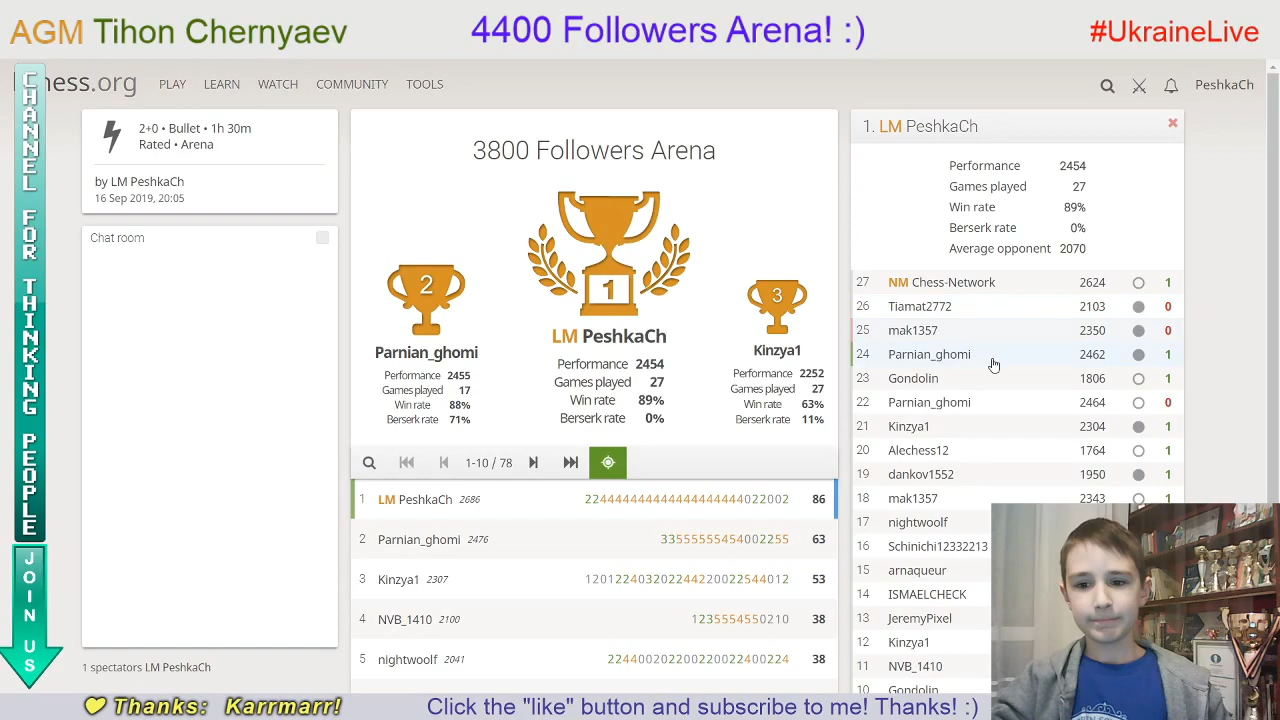 AGM Tihon Chernyaev
4400 Followers Arena! :)
#UkraineLive
CHANNEL FOR THINKING PEOPLE
JOIN US
hess.org
PLAY
LEARN
WATCH
COMMUNITY
TOOLS
PeshkaCh
2+0 • Bullet • 1h 30m
Rated • Arena
by LM PeshkaCh
16 Sep 2019, 20:05
Chat room
1 spectators LM PeshkaCh
3800 Followers Arena
2
1
3
Parnian_ghomi
Performance 2455
Games played 17
Win rate 88%
Berserk rate 71%
LM PeshkaCh
Performance 2454
Games played 27
Win rate 89%
Berserk rate 0%
Kinzya1
Performance 2252
Games played 27
Win rate 63%
Berserk rate 11%
1-10 / 78
1 LM PeshkaCh 2686 2244444444444444444022002 86
2 Parnian_ghomi 2476 33555555454002255 63
3 Kinzya1 2307 120122403202244220022544012 53
4 NVB_1410 2100 1235554550210 38
5 nightwoolf 2041 224400202200220022400224 38
1. LM PeshkaCh
Performance 2454
Games played 27
Win rate 89%
Berserk rate 0%
Average opponent 2070
27 NM Chess-Network 2624 1
26 Tiamat2772 2103 0
25 mak1357 2350 0
24 Parnian_ghomi 2462 1
23 Gondolin 1806 1
22 Parnian_ghomi 2464 0
21 Kinzya1 2304 1
20 Alechess12 1764 1
19 dankov1552 1950 1
18 mak1357 2343 1
17 nightwoolf
16 Schinichi12332213
15 arnaqueur
14 ISMAELCHECK
13 JeremyPixel
12 Kinzya1
11 NVB_1410
10 Gondolin
Thanks: Karrmarr!
Click the "like" button and subscribe to me! Thanks! :)